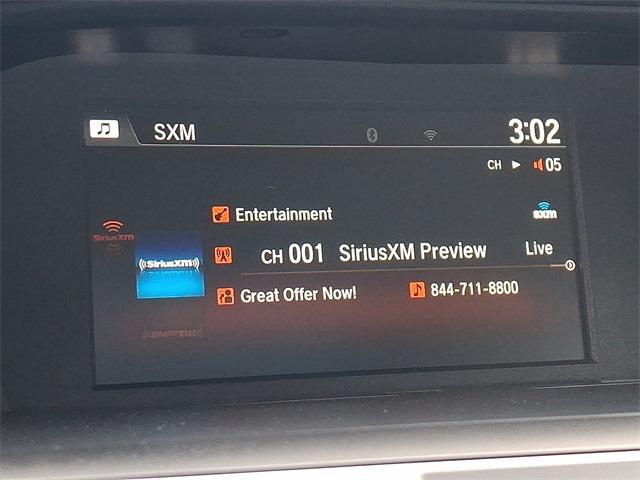 SXM
3:02
CH 05
Entertainment
sxm
SiriusXM
((SiriusXM))
CH 001 SiriusXM Preview Live
Great Offer Now! 844-711-8800